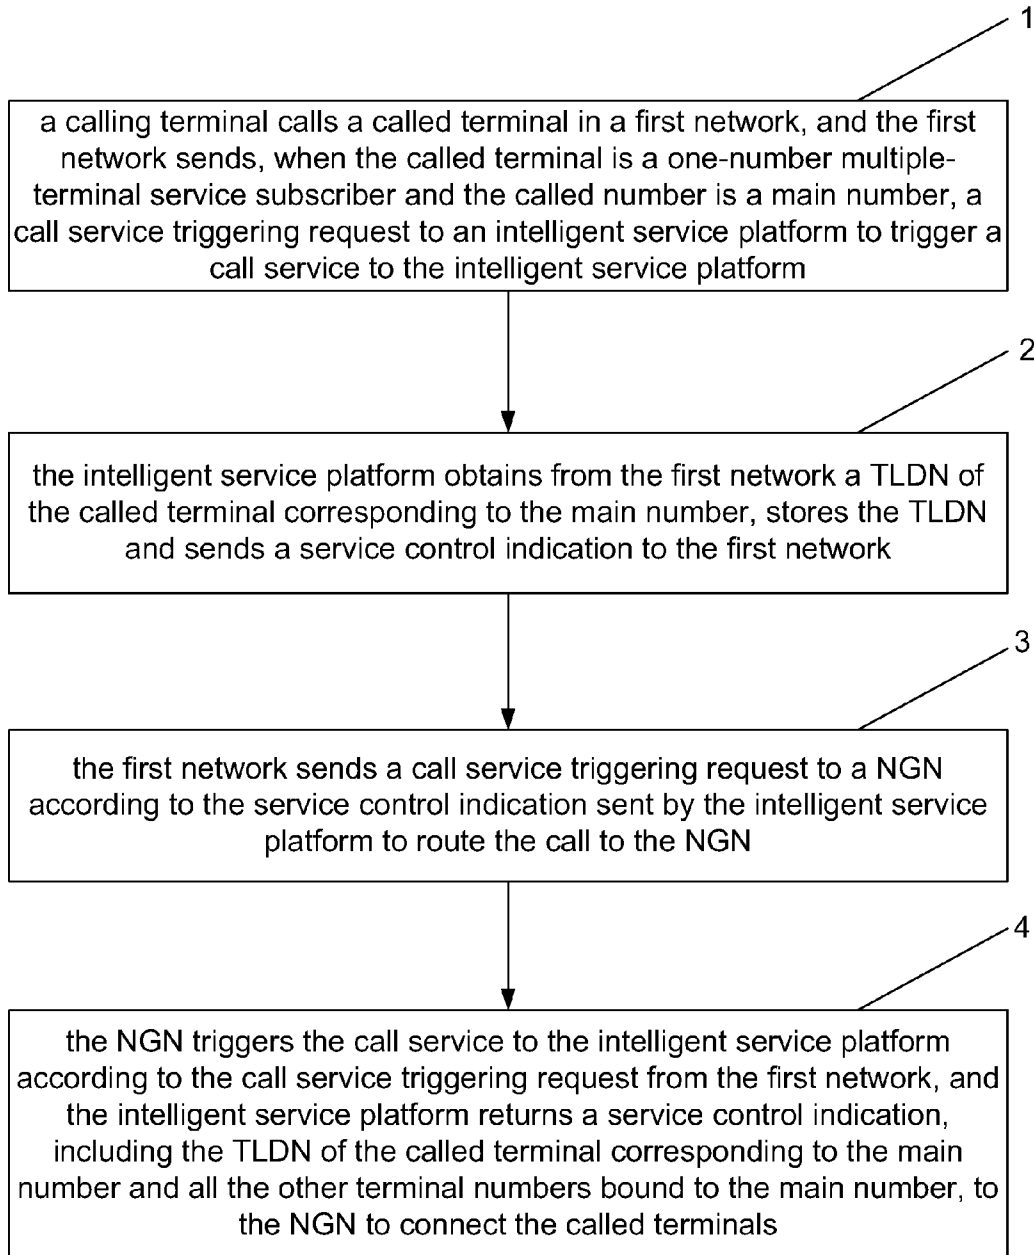 1
a calling terminal calls a called terminal in a first network, and the first
network sends, when the called terminal is a one-number multiple-
terminal service subscriber and the called number is a main number, a
call service triggering request to an intelligent service platform to trigger a
call service to the intelligent service platform
2
the intelligent service platform obtains from the first network a TLDN of
the called terminal corresponding to the main number, stores the TLDN
and sends a service control indication to the first network
3
the first network sends a call service triggering request to a NGN
according to the service control indication sent by the intelligent service
platform to route the call to the NGN
4
the NGN triggers the call service to the intelligent service platform
according to the call service triggering request from the first network, and
the intelligent service platform returns a service control indication,
including the TLDN of the called terminal corresponding to the main
number and all the other terminal numbers bound to the main number, to
the NGN to connect the called terminals